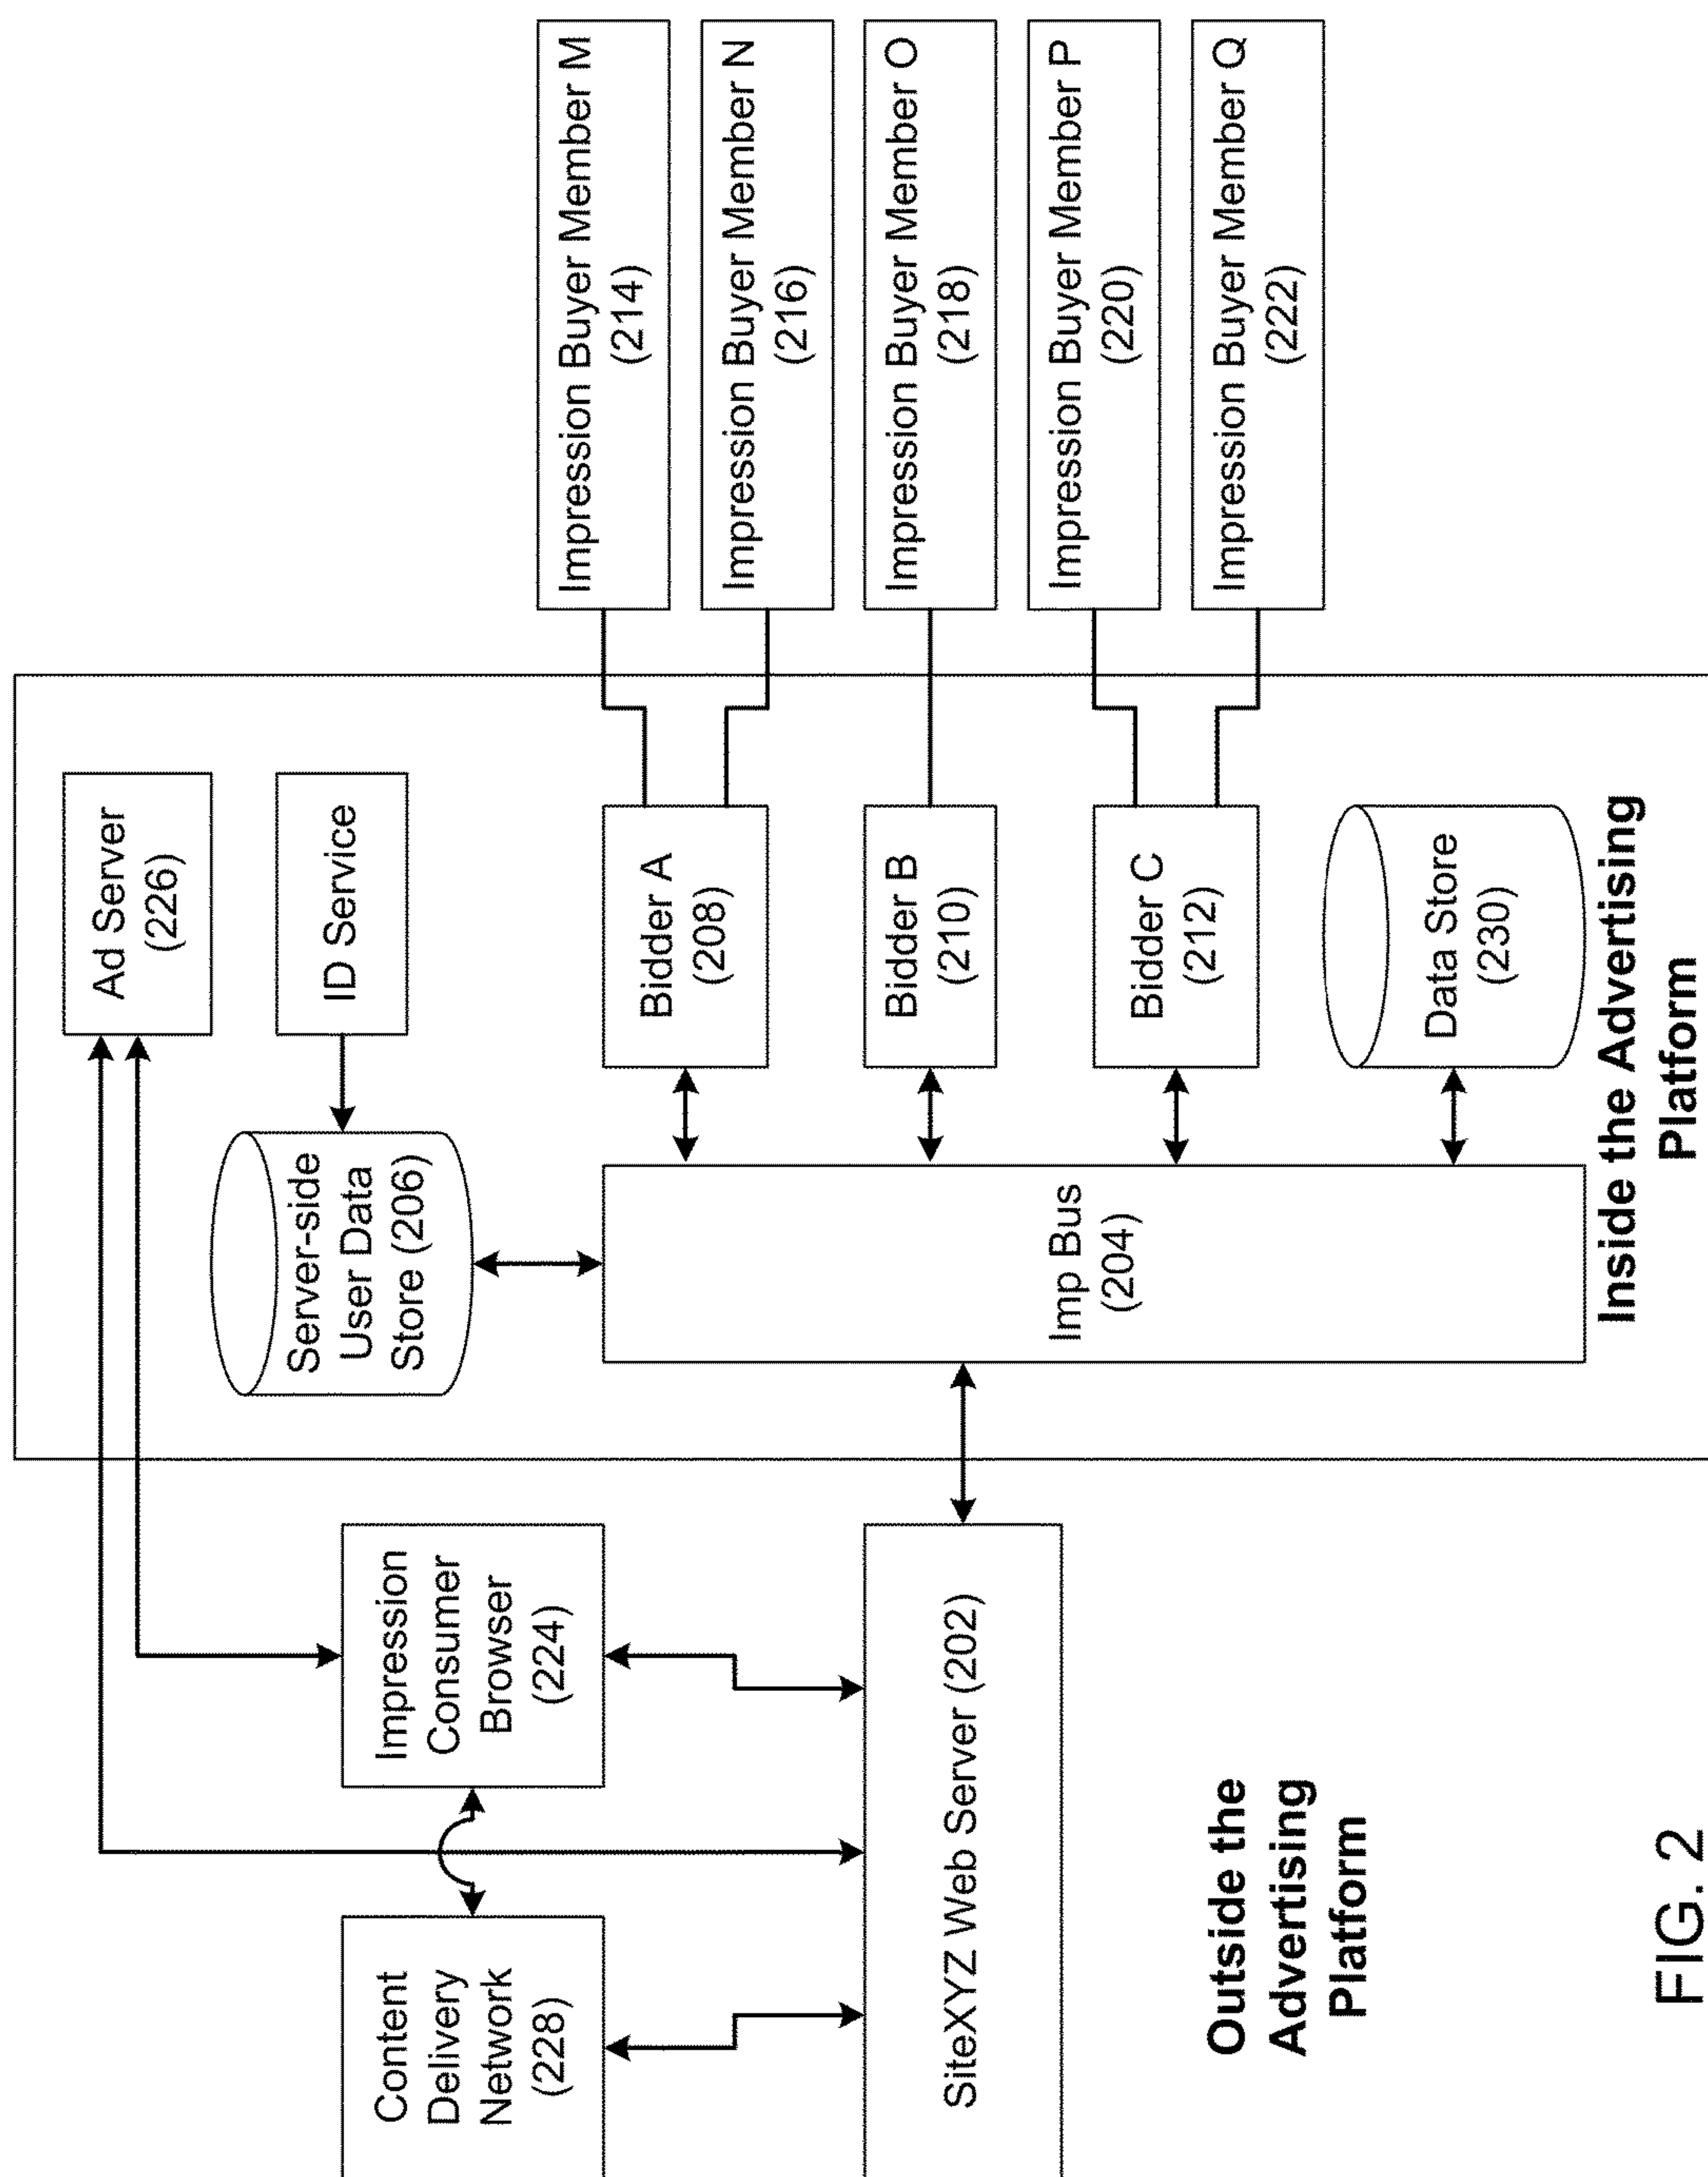 Content
Delivery
Network
(228)
Impression
Consumer
Browser
(224)
SiteXYZ Web Server (202)
Outside the
Advertising
Platform
Ad Server
(226)
ID Service
Server-side
User Data
Store (206)
Imp Bus
(204)
Bidder A
(208)
Bidder B
(210)
Bidder C
(212)
Data Store
(230)
Inside the Advertising
Platform
Impression Buyer Member M
(214)
Impression Buyer Member N
(216)
Impression Buyer Member O
(218)
Impression Buyer Member P
(220)
Impression Buyer Member Q
(222)
FIG. 2